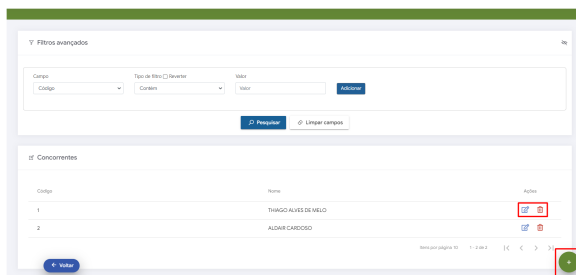 Filtros avançados
Campo Tipo de filtro Reverter Valor
Código Contém Valor Adicionar
Pesquisar Limpar campos
Concorrentes
Código Nome Ações
1 THIAGO ALVES DE MELO
2 ALDAIR CARDOSO
Itens por página: 10 1 - 2 de 2
Voltar